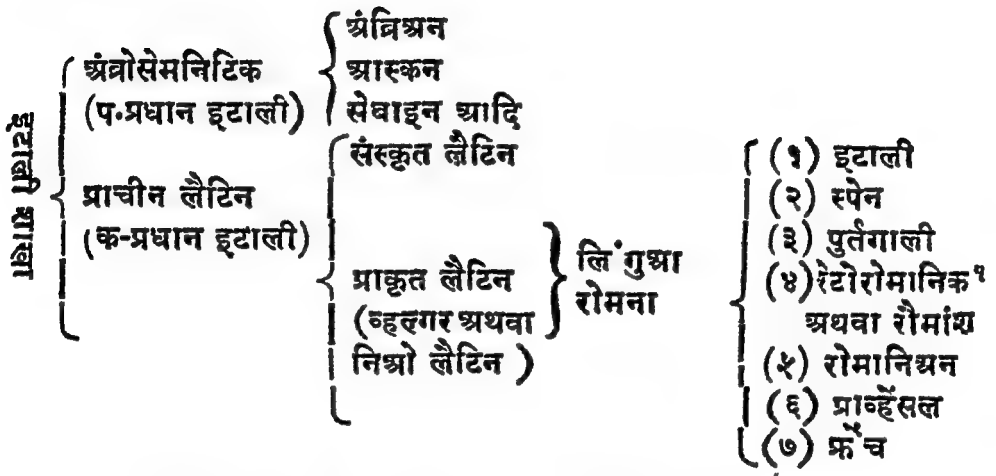 इटाली शाखा
अंब्रोसेमनिटिक
(प.प्रधान इटाली)
अंब्रिअन
आस्कन
सेबाइन आदि
प्राचीन लैटिन
(क-प्रधान इटाली)
संस्कृत लैटिन
प्राकृत लैटिन
(व्हल्गर अथवा
निओ लैटिन )
लिंगुआ
रोमना
(१) इटाली
(२) स्पेन
(३) पुर्तगाली
(४) रेटोरोमानिक१
अथवा रौमांश
(५) रोमानिअन
(६) प्राव्हेंसल
(७) फ्रैंच